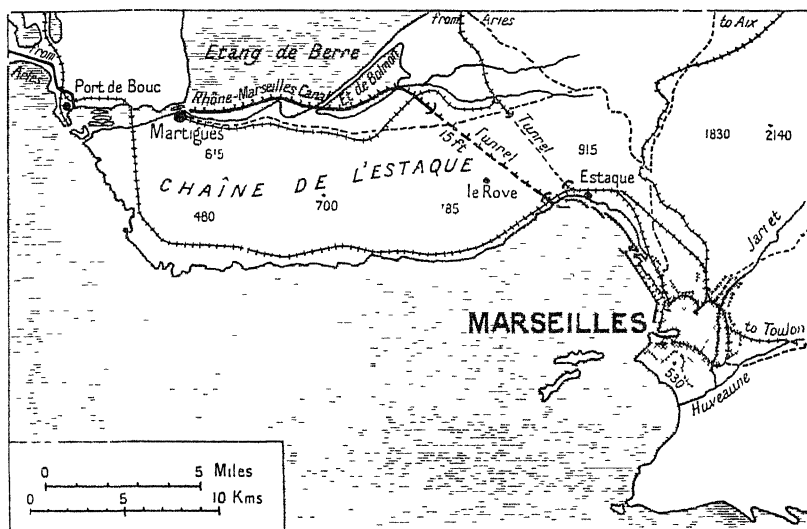 from Arles
to Aix
from Arles
Etang de Berre
Port de Bouc
Et de Bolmon
Rhône-Marseilles Canal
Martigues
615
15 ft. Tunnel
Tunnel
915
1830
2140
CHAÎNE DE L'ESTAQUE
480
700
785
le Rove
Estaque
Jarret
MARSEILLES
to Toulon
530
Huveaune
0 5 Miles
0 5 10 Kms